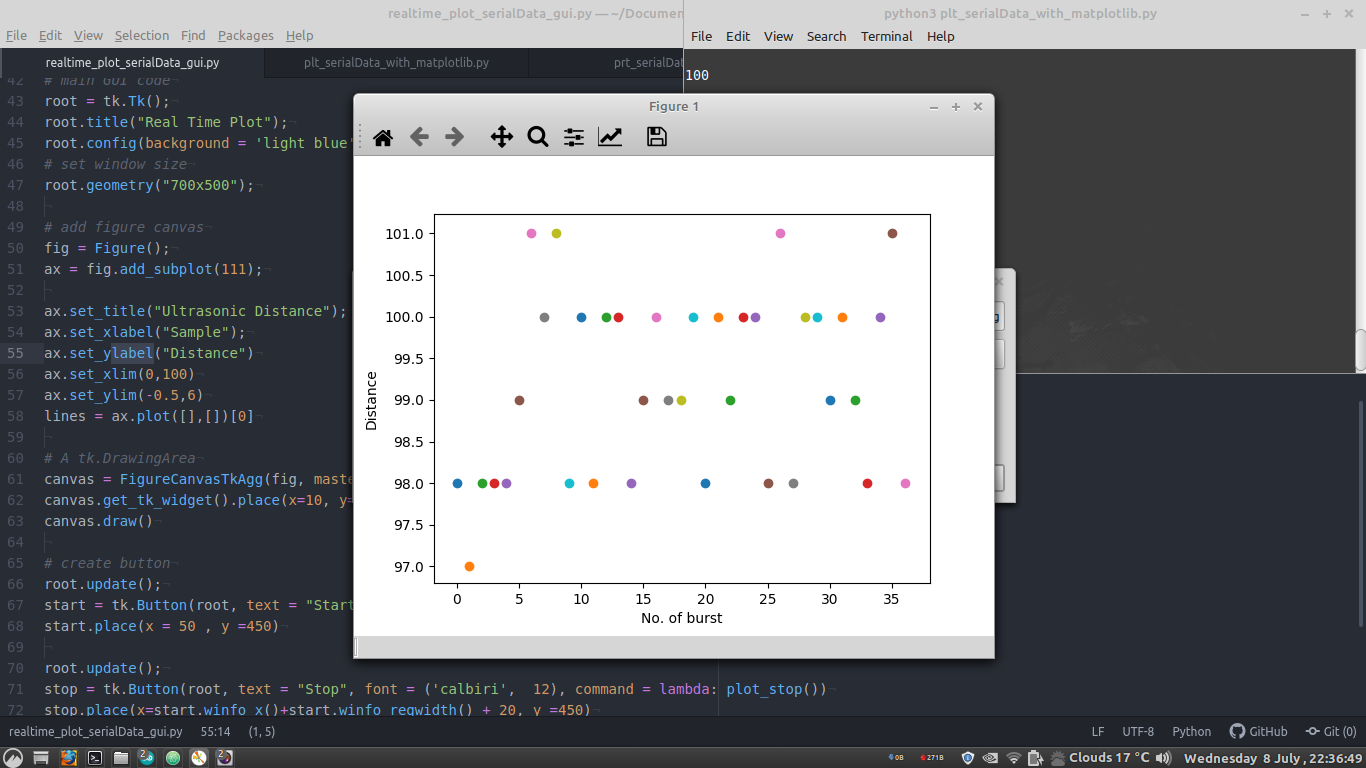 realtime_plot_serialData_gui.py — ~/Documen
File Edit View Selection Find Packages Help
realtime_plot_serialData_gui.py
plt_serialData_with_matplotlib.py
prt_serialDat
42 # main GUI code
43 root = tk.Tk();
44 root.title("Real Time Plot");
45 root.config(background = 'light blue'
46 # set window size
47 root.geometry("700x500");
48
49 # add figure canvas
50 fig = Figure();
51 ax = fig.add_subplot(111);
52
53 ax.set_title("Ultrasonic Distance");
54 ax.set_xlabel("Sample");
55 ax.set_ylabel("Distance")
56 ax.set_xlim(0,100)
57 ax.set_ylim(-0.5,6)
58 lines = ax.plot([],[])[0]
59
60 # A tk.DrawingArea
61 canvas = FigureCanvasTkAgg(fig, maste
62 canvas.get_tk_widget().place(x=10, y=
63 canvas.draw()
64
65 # create button
66 root.update();
67 start = tk.Button(root, text = "Start
68 start.place(x = 50 , y =450)
69
70 root.update();
71 stop = tk.Button(root, text = "Stop", font = ('calbiri', 12), command = lambda: plot_stop())
72 stop.place(x=start.winfo_x()+start.winfo_reqwidth() + 20, y =450)
python3 plt_serialData_with_matplotlib.py
File Edit View Search Terminal Help
100
Figure 1
101.0
100.5
100.0
99.5
99.0
98.5
98.0
97.5
97.0
Distance
0 5 10 15 20 25 30 35
No. of burst
g
realtime_plot_serialData_gui.py 55:14 (1, 5)
LF UTF-8 Python GitHub Git (0)
2
2
0B
271B
Clouds 17 °C
Wednesday 8 July , 22:36:49